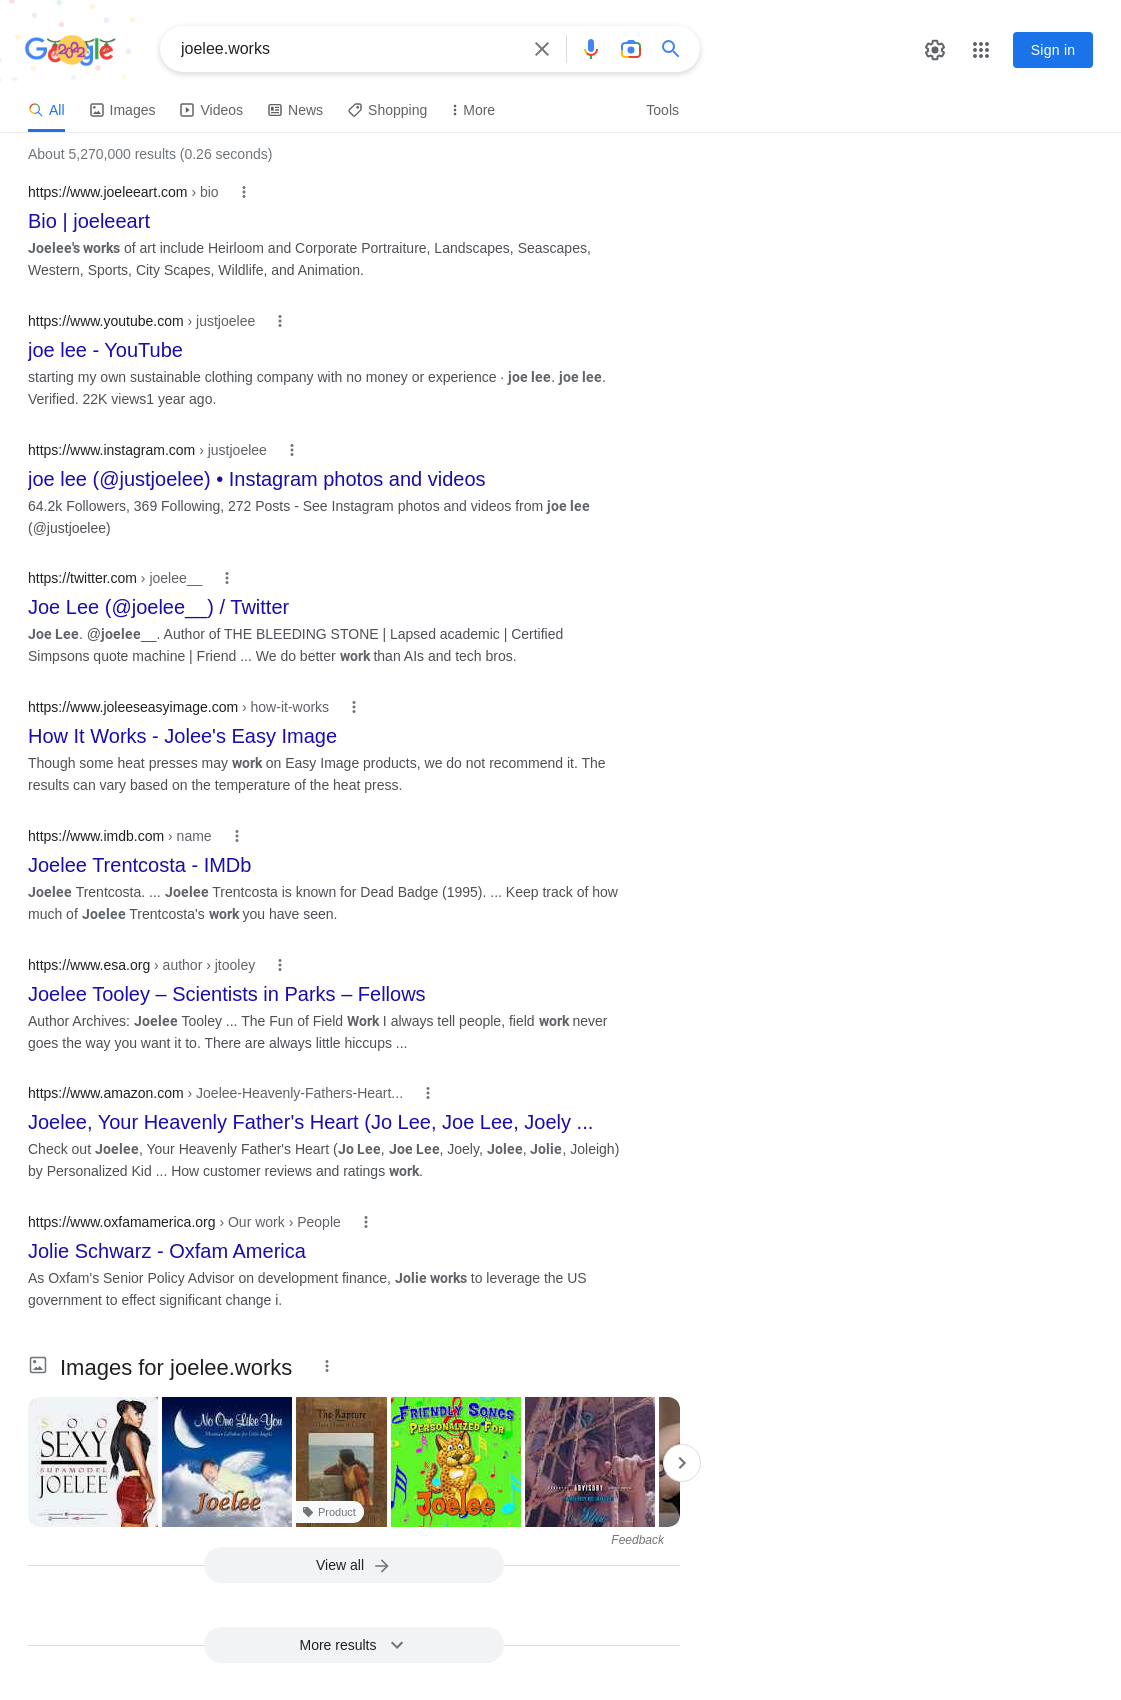 Google
joelee.works
Sign in
All
Images
Videos
News
Shopping
More
Tools
About 5,270,000 results (0.26 seconds)
https://www.joeleeart.com › bio
Bio | joeleeart
Joelee's works of art include Heirloom and Corporate Portraiture, Landscapes, Seascapes,
Western, Sports, City Scapes, Wildlife, and Animation.
https://www.youtube.com › justjoelee
joe lee - YouTube
starting my own sustainable clothing company with no money or experience · joe lee. joe lee.
Verified. 22K views1 year ago.
https://www.instagram.com › justjoelee
joe lee (@justjoelee) • Instagram photos and videos
64.2k Followers, 369 Following, 272 Posts - See Instagram photos and videos from joe lee
(@justjoelee)
https://twitter.com › joelee__
Joe Lee (@joelee__) / Twitter
Joe Lee. @joelee__. Author of THE BLEEDING STONE | Lapsed academic | Certified
Simpsons quote machine | Friend ... We do better work than AIs and tech bros.
https://www.joleeseasyimage.com › how-it-works
How It Works - Jolee's Easy Image
Though some heat presses may work on Easy Image products, we do not recommend it. The
results can vary based on the temperature of the heat press.
https://www.imdb.com › name
Joelee Trentcosta - IMDb
Joelee Trentcosta. ... Joelee Trentcosta is known for Dead Badge (1995). ... Keep track of how
much of Joelee Trentcosta's work you have seen.
https://www.esa.org › author › jtooley
Joelee Tooley – Scientists in Parks – Fellows
Author Archives: Joelee Tooley ... The Fun of Field Work I always tell people, field work never
goes the way you want it to. There are always little hiccups ...
https://www.amazon.com › Joelee-Heavenly-Fathers-Heart...
Joelee, Your Heavenly Father's Heart (Jo Lee, Joe Lee, Joely ...
Check out Joelee, Your Heavenly Father's Heart (Jo Lee, Joe Lee, Joely, Jolee, Jolie, Joleigh)
by Personalized Kid ... How customer reviews and ratings work.
https://www.oxfamamerica.org › Our work › People
Jolie Schwarz - Oxfam America
As Oxfam's Senior Policy Advisor on development finance, Jolie works to leverage the US
government to effect significant change i.
Images for joelee.works
SOO
SEXY
SUPAMODEL
JOELEE
No One Like You
Christian Lullabies for Little Angels
Joelee
The Rapture
Product
FRIENDLY SONGS
PERSONALIZED FOR
Joelee
ADVISORY
Feedback
View all
More results